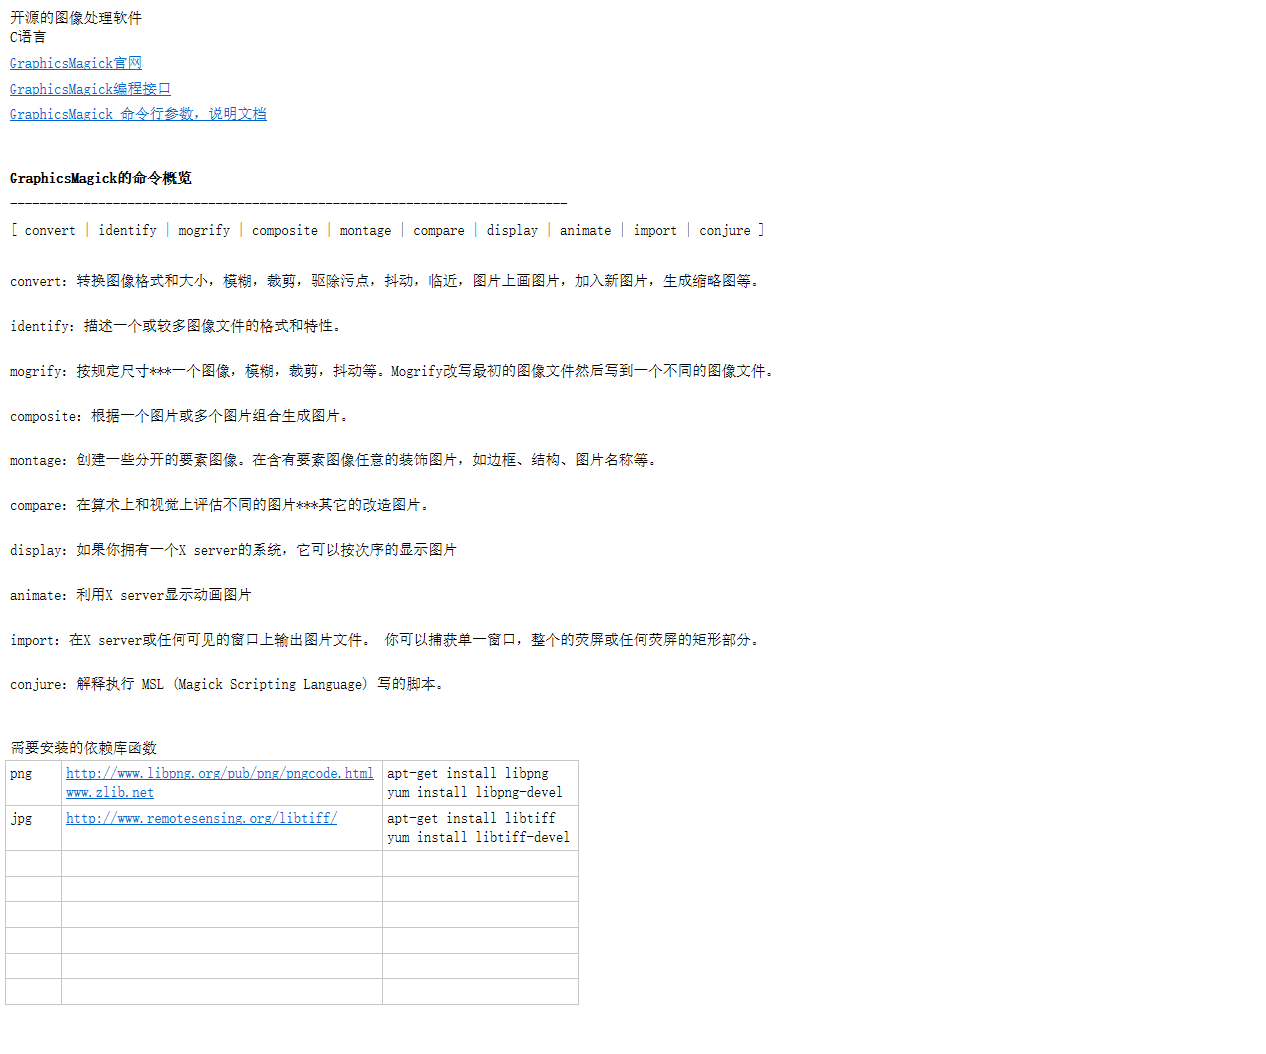 开源的图像处理软件
C语言
GraphicsMagick官网
GraphicsMagick编程接口
GraphicsMagick 命令行参数，说明文档
GraphicsMagick的命令概览
----------------------------------------------------------------------------
[ convert | identify | mogrify | composite | montage | compare | display | animate | import | conjure ]
convert: 转换图像格式和大小，模糊，裁剪，驱除污点，抖动，临近，图片上画图片，加入新图片，生成缩略图等。
identify: 描述一个或较多图像文件的格式和特性。
mogrify: 按规定尺寸***一个图像，模糊，裁剪，抖动等。Mogrify改写最初的图像文件然后写到一个不同的图像文件。
composite: 根据一个图片或多个图片组合生成图片。
montage: 创建一些分开的要素图像。在含有要素图像任意的装饰图片，如边框、结构、图片名称等。
compare: 在算术上和视觉上评估不同的图片***其它的改造图片。
display: 如果你拥有一个X server的系统，它可以按次序的显示图片
animate: 利用X server显示动画图片
import: 在X server或任何可见的窗口上输出图片文件。 你可以捕获单一窗口，整个的荧屏或任何荧屏的矩形部分。
conjure: 解释执行 MSL (Magick Scripting Language) 写的脚本。
需要安装的依赖库函数
png http://www.libpng.org/pub/png/pngcode.html apt-get install libpng
www.zlib.net yum install libpng-devel
jpg http://www.remotesensing.org/libtiff/ apt-get install libtiff
yum install libtiff-devel